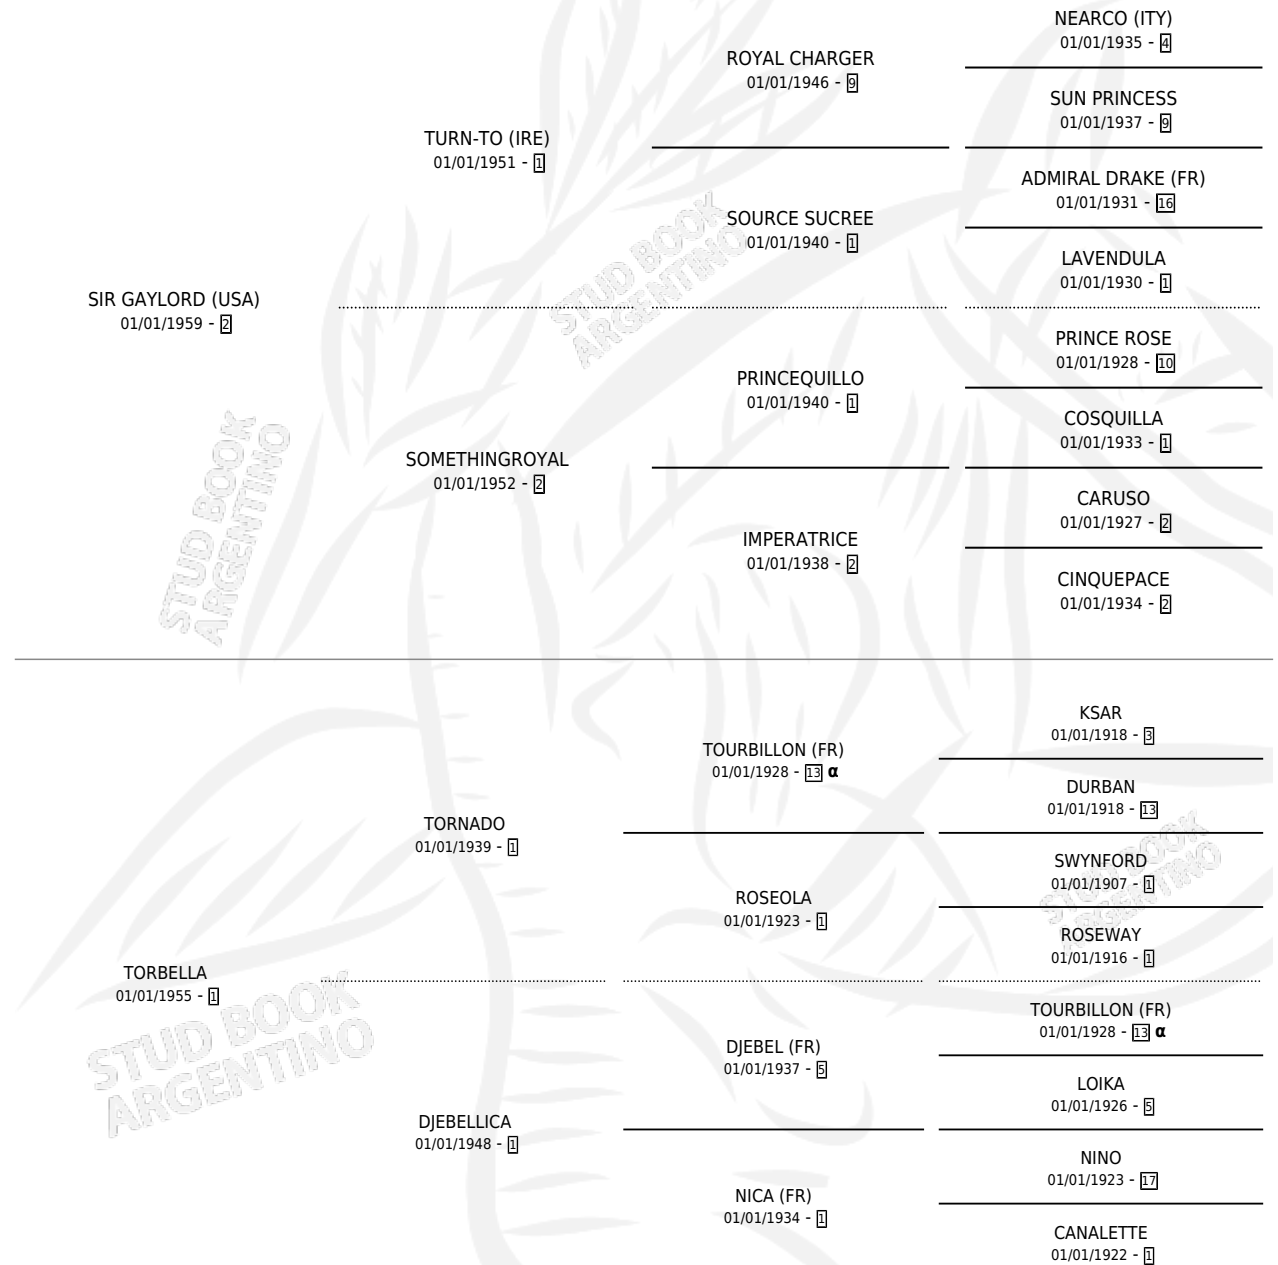 NEARCO (ITY)
01/01/1935 - 4
ROYAL CHARGER
01/01/1946 - 9
SUN PRINCESS
01/01/1937 - 9
TURN-TO (IRE)
01/01/1951 - 1
ADMIRAL DRAKE (FR)
01/01/1931 - 16
SOURCE SUCREE
01/01/1940 - 1
LAVENDULA
01/01/1930 - 1
SIR GAYLORD (USA)
01/01/1959 - 2
PRINCE ROSE
01/01/1928 - 10
PRINCEQUILLO
01/01/1940 - 1
COSQUILLA
01/01/1933 - 1
SOMETHINGROYAL
01/01/1952 - 2
CARUSO
01/01/1927 - 2
IMPERATRICE
01/01/1938 - 2
CINQUEPACE
01/01/1934 - 2
KSAR
01/01/1918 - 3
TOURBILLON (FR)
01/01/1928 - 13 α
DURBAN
01/01/1918 - 13
TORNADO
01/01/1939 - 1
SWYNFORD
01/01/1907 - 1
ROSEOLA
01/01/1923 - 1
ROSEWAY
01/01/1916 - 1
TORBELLA
01/01/1955 - 1
TOURBILLON (FR)
01/01/1928 - 13 α
DJEBEL (FR)
01/01/1937 - 5
LOIKA
01/01/1926 - 5
DJEBELLICA
01/01/1948 - 1
NINO
01/01/1923 - 17
NICA (FR)
01/01/1934 - 1
CANALETTE
01/01/1922 - 1
STUD BOOK
ARGENTINO
STUD BOOK
ARGENTINO
STUD BOOK
ARGENTINO
STUD BOOK
ARGENTINO